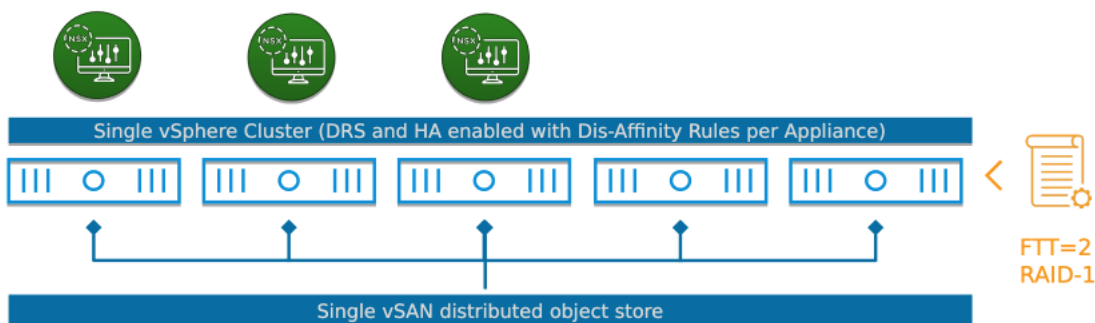 NSX
NSX
NSX
Single vSphere Cluster (DRS and HA enabled with Dis-Affinity Rules per Appliance)
FTT=2
RAID-1
Single vSAN distributed object store